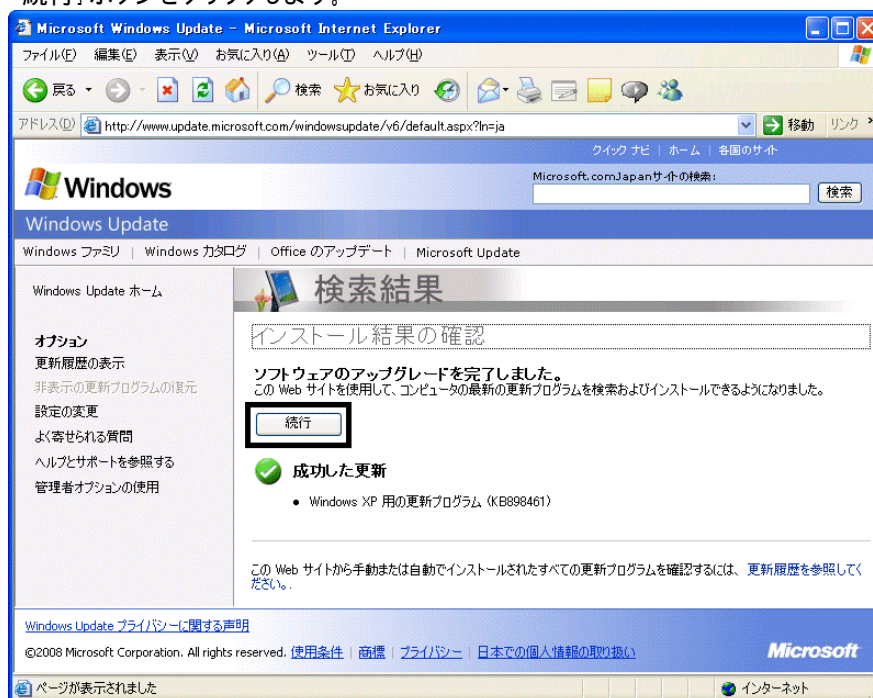 続行]ボタンをクリックします。
Microsoft Windows Update - Microsoft Internet Explorer
ファイル(F) 編集(E) 表示(V) お気に入り(A) ツール(T) ヘルプ(H)
戻る 検索 お気に入り
アドレス(D) http://www.update.microsoft.com/windowsupdate/v6/default.aspx?ln=ja 移動 リンク
クイック ナビ | ホーム | 各国のサイト
Windows
Microsoft.comJapanサイトの検索:
検索
Windows Update
Windows ファミリ | Windows カタログ | Office のアップデート | Microsoft Update
Windows Update ホーム
オプション
更新履歴の表示
非表示の更新プログラムの復元
設定の変更
よく寄せられる質問
ヘルプとサポートを参照する
管理者オプションの使用
検索結果
インストール結果の確認
ソフトウェアのアップグレードを完了しました。
この Web サイトを使用して、コンピュータの最新の更新プログラムを検索およびインストールできるようになりました。
続行
成功した更新
• Windows XP 用の更新プログラム (KB898461)
この Web サイトから手動または自動でインストールされたすべての更新プログラムを確認するには、 更新履歴を参照してく
ださい。.
Windows Update プライバシーに関する声明
©2008 Microsoft Corporation. All rights reserved. 使用条件 | 商標 | プライバシー | 日本での個人情報の取り扱い
Microsoft
ページが表示されました
インターネット